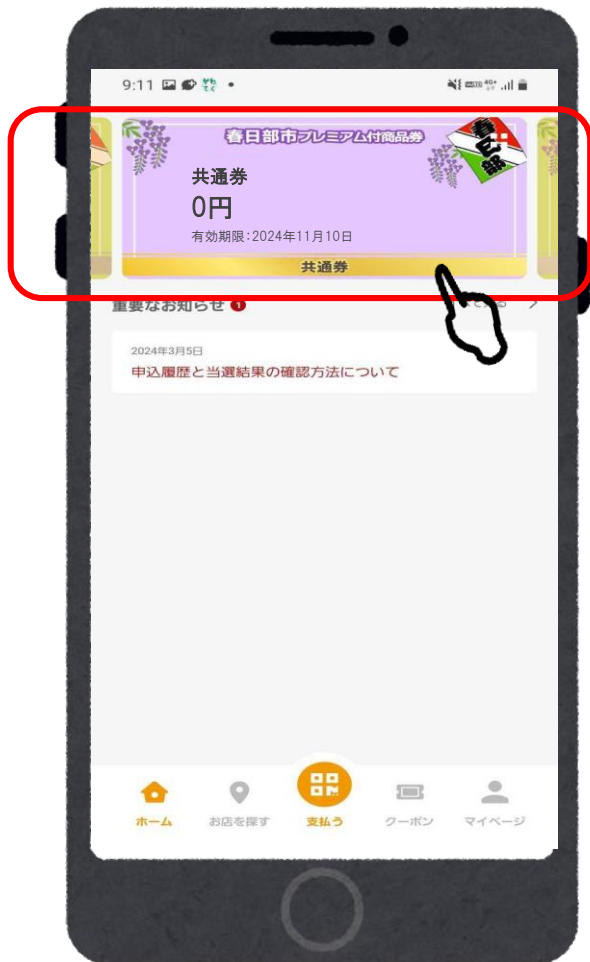 9:11
春日部市プレミアム付商品券
春日部
共通券
0円
有効期限:2024年11月10日
共通券
重要なお知らせ 1
2024年3月5日
申込履歴と当選結果の確認方法について
ホーム
お店を探す
支払う
クーポン
マイページ